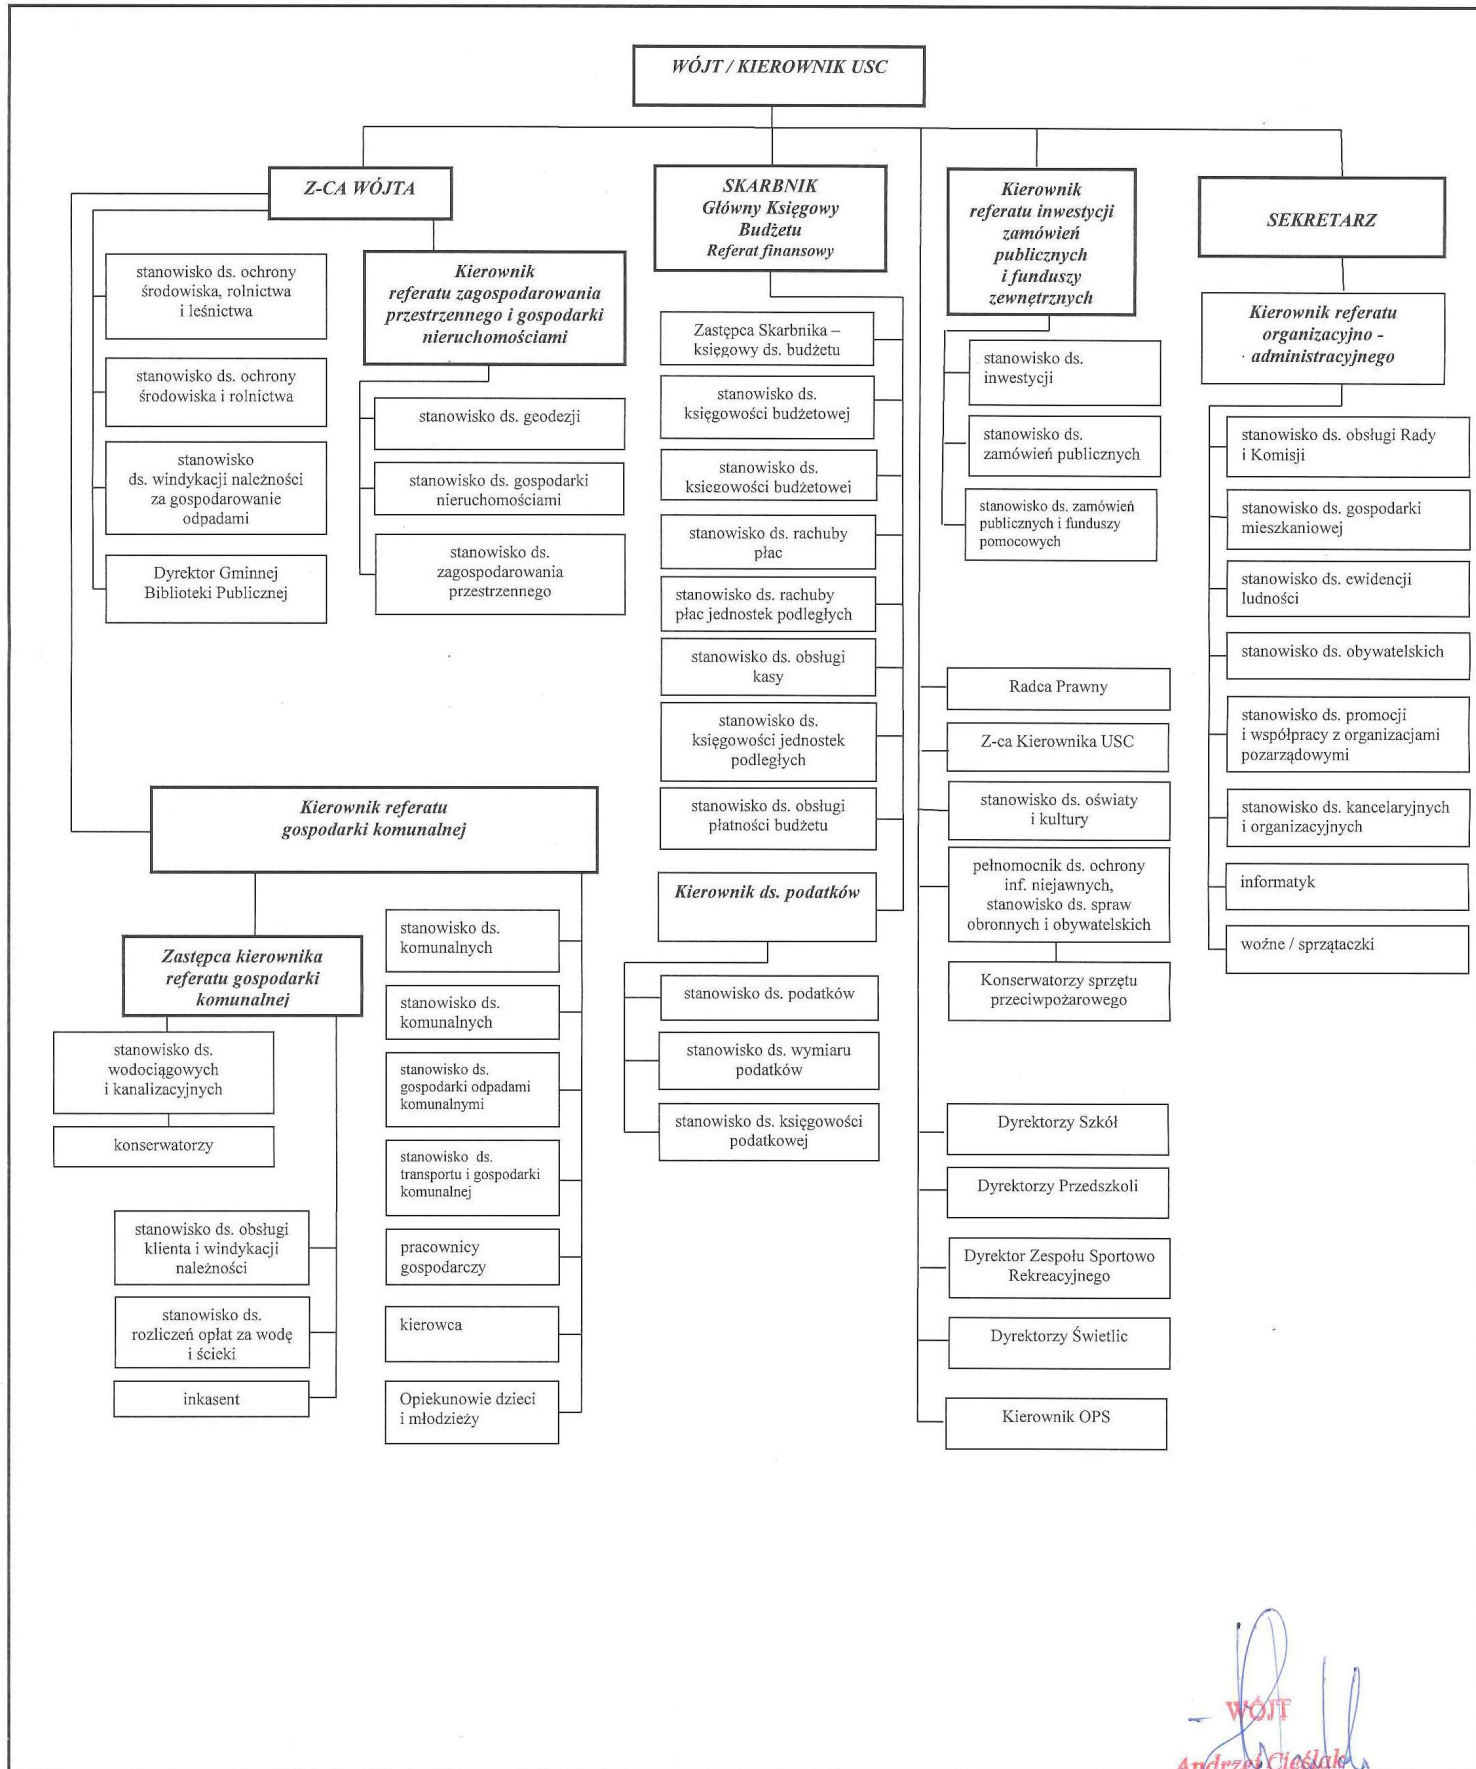 WÓJT / KIEROWNIK USC
Z-CA WÓJTA
stanowisko ds. ochrony
środowiska, rolnictwa
i leśnictwa
stanowisko ds. ochrony
środowiska i rolnictwa
stanowisko
ds. windykacji należności
za gospodarowanie
odpadami
Dyrektor Gminnej
Biblioteki Publicznej
Kierownik
referatu zagospodarowania
przestrzennego i gospodarki
nieruchomościami
stanowisko ds. geodezji
stanowisko ds. gospodarki
nieruchomościami
stanowisko ds.
zagospodarowania
przestrzennego
Kierownik referatu
gospodarki komunalnej
Zastępca kierownika
referatu gospodarki
komunalnej
stanowisko ds.
wodociągowych
i kanalizacyjnych
konserwatorzy
stanowisko ds. obsługi
klienta i windykacji
należności
stanowisko ds.
rozliczeń opłat za wodę
i ścieki
inkasent
stanowisko ds.
komunalnych
stanowisko ds.
komunalnych
stanowisko ds.
gospodarki odpadami
komunalnymi
stanowisko ds.
transportu i gospodarki
komunalnej
pracownicy
gospodarczy
kierowca
Opiekunowie dzieci
i młodzieży
SKARBNIK
Główny Księgowy
Budżetu
Referat finansowy
Zastępca Skarbnika –
księgowy ds. budżetu
stanowisko ds.
księgowości budżetowej
stanowisko ds.
księgowości budżetowej
stanowisko ds. rachuby
płac
stanowisko ds. rachuby
płac jednostek podległych
stanowisko ds. obsługi
kasy
stanowisko ds.
księgowości jednostek
podległych
stanowisko ds. obsługi
płatności budżetu
Kierownik ds. podatków
stanowisko ds. podatków
stanowisko ds. wymiaru
podatków
stanowisko ds. księgowości
podatkowej
Kierownik
referatu inwestycji
zamówień
publicznych
i funduszy
zewnętrznych
stanowisko ds.
inwestycji
stanowisko ds.
zamówień publicznych
stanowisko ds. zamówień
publicznych i funduszy
pomocowych
Radca Prawny
Z-ca Kierownika USC
stanowisko ds. oświaty
i kultury
pełnomocnik ds. ochrony
inf. niejawnych,
stanowisko ds. spraw
obronnych i obywatelskich
Konserwatorzy sprzętu
przeciwpożarowego
Dyrektorzy Szkół
Dyrektorzy Przedszkoli
Dyrektor Zespołu Sportowo
Rekreacyjnego
Dyrektorzy Świetlic
Kierownik OPS
SEKRETARZ
Kierownik referatu
organizacyjno -
administracyjnego
stanowisko ds. obsługi Rady
i Komisji
stanowisko ds. gospodarki
mieszkaniowej
stanowisko ds. ewidencji
ludności
stanowisko ds. obywatelskich
stanowisko ds. promocji
i współpracy z organizacjami
pozarządowymi
stanowisko ds. kancelaryjnych
i organizacyjnych
informatyk
woźne / sprzątaczki
WÓJT
Andrzej Cieślak